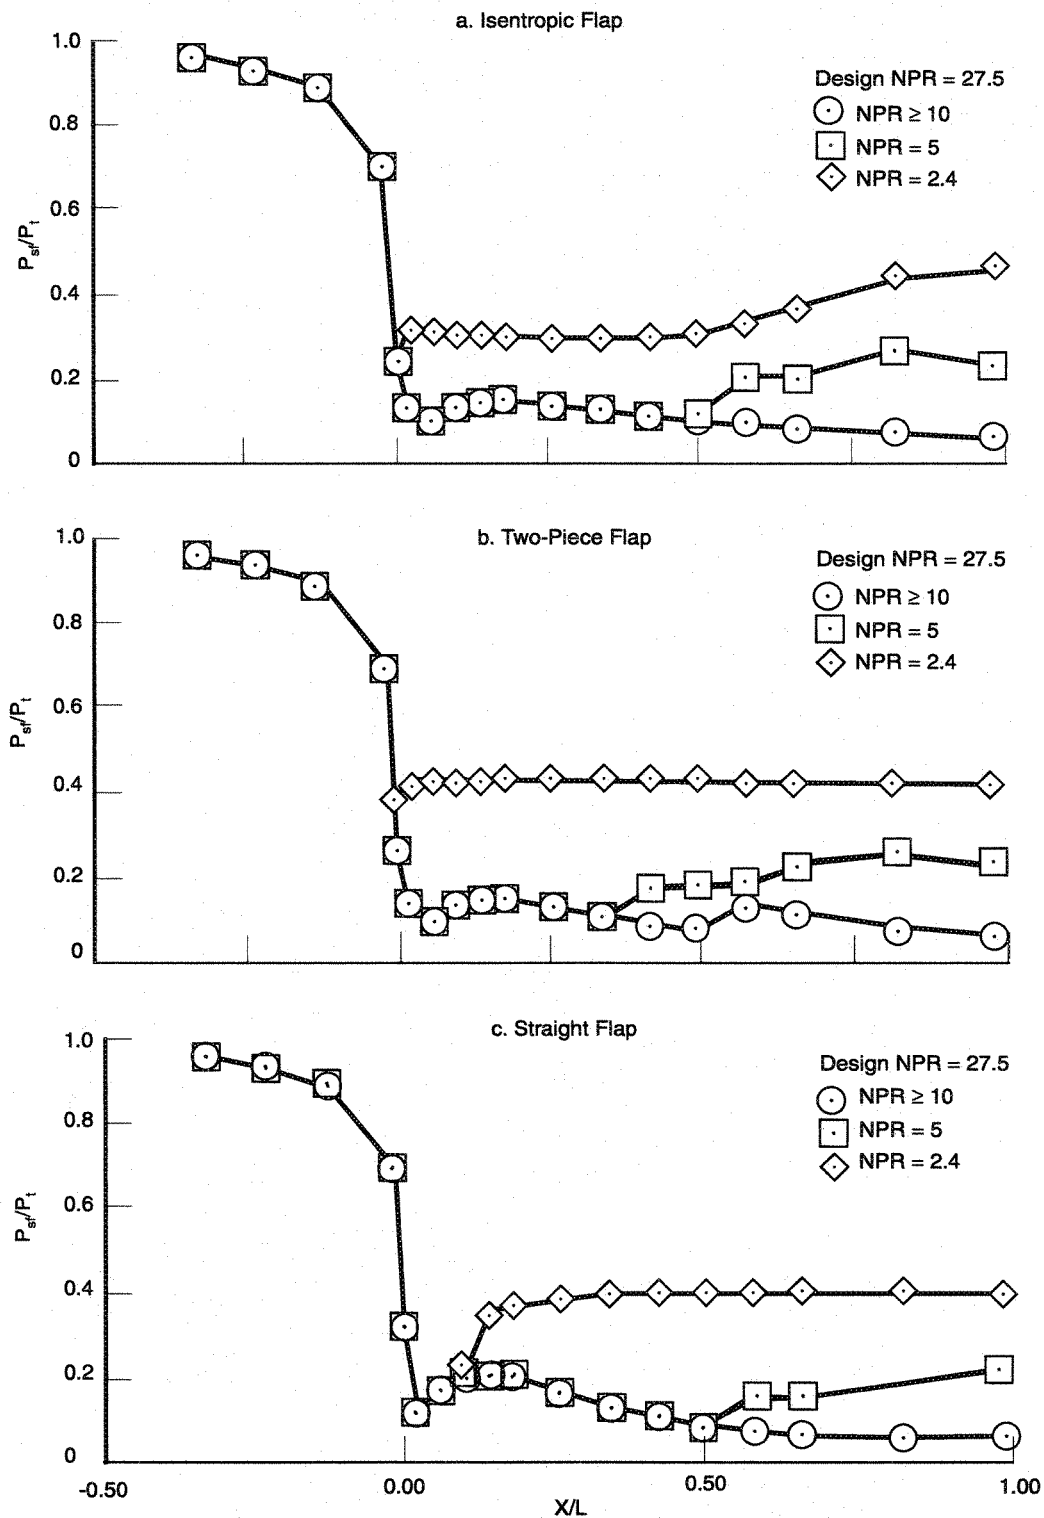 a. Isentropic Flap
1.0
0.8
0.6
0.4
0.2
0
Psf/Pt
Design NPR = 27.5
NPR ≥ 10
NPR = 5
NPR = 2.4
b. Two-Piece Flap
1.0
0.8
0.6
0.4
0.2
0
Psf/Pt
Design NPR = 27.5
NPR ≥ 10
NPR = 5
NPR = 2.4
c. Straight Flap
1.0
0.8
0.6
0.4
0.2
0
Psf/Pt
Design NPR = 27.5
NPR ≥ 10
NPR = 5
NPR = 2.4
-0.50 0.00 0.50 1.00
X/L